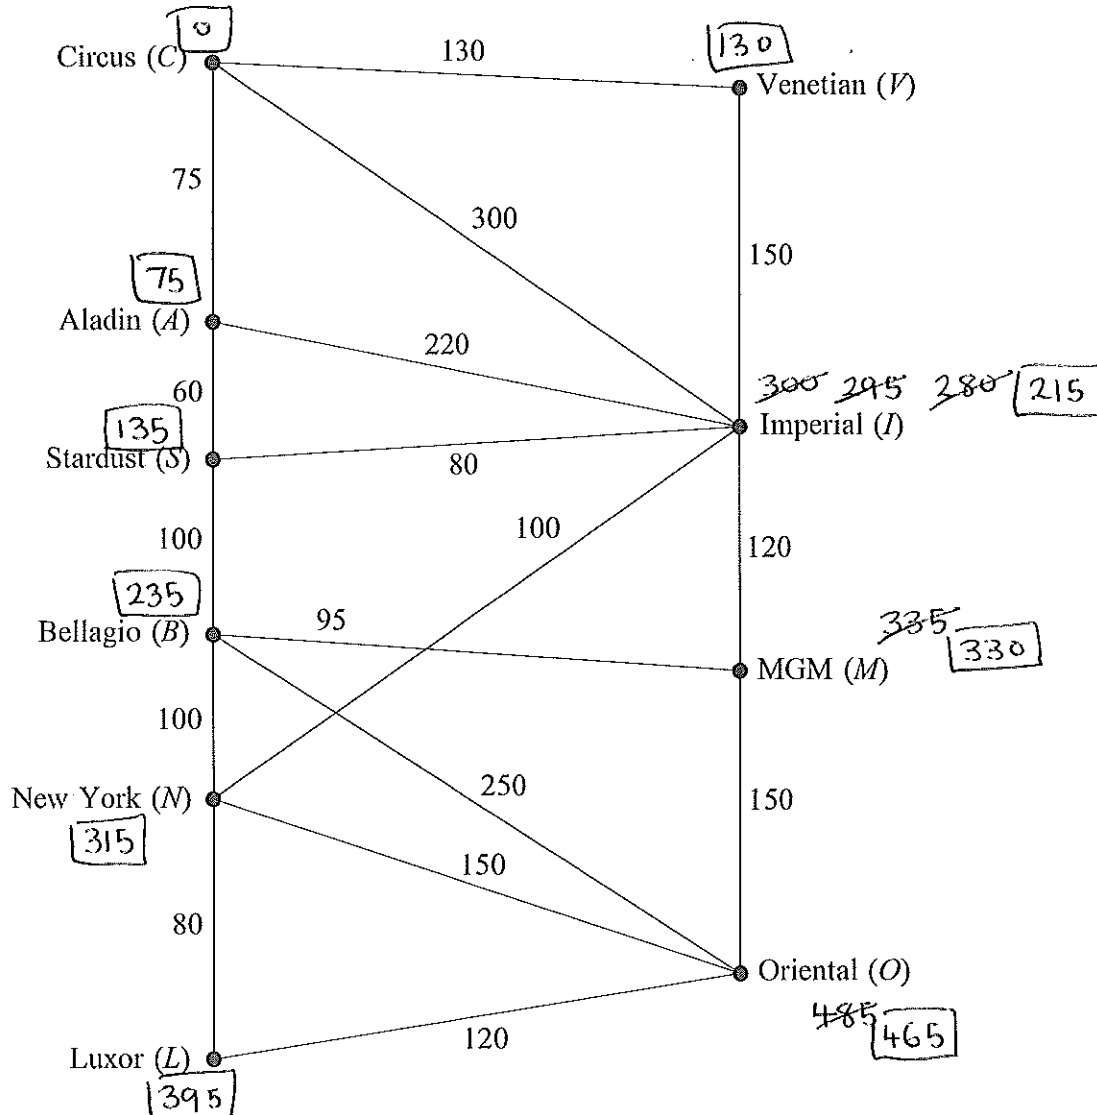 0
Circus (C)
130
130
Venetian (V)
75
300
150
75
Aladin (A)
220
60
300 295 280 215
Imperial (I)
135
Stardust (S)
80
100
100
120
235
Bellagio (B)
95
335
330
MGM (M)
100
250
150
New York (N)
315
150
80
Oriental (O)
485 465
120
Luxor (L)
395